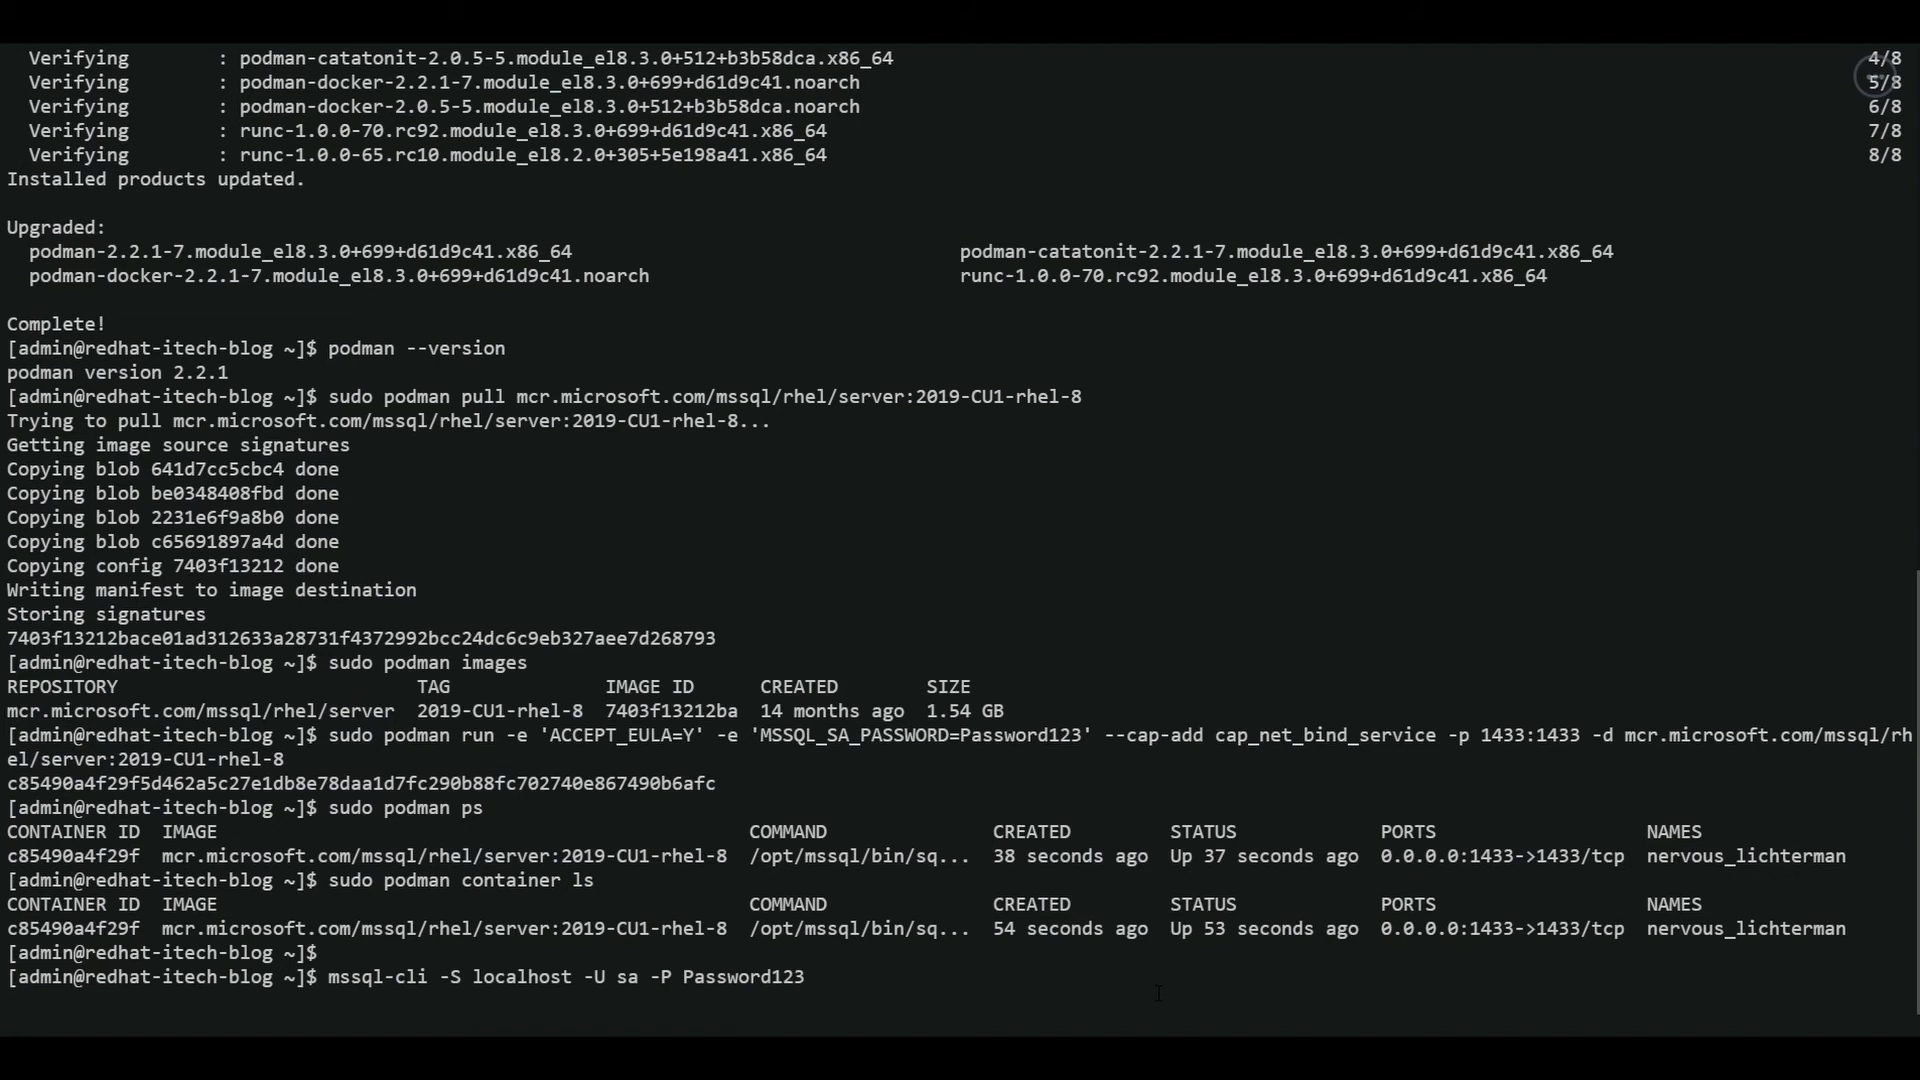 Verifying        : podman-catatonit-2.0.5-5.module_el8.3.0+512+b3b58dca.x86_64 4/8
Verifying        : podman-docker-2.2.1-7.module_el8.3.0+699+d61d9c41.noarch 5/8
Verifying        : podman-docker-2.0.5-5.module_el8.3.0+512+b3b58dca.noarch 6/8
Verifying        : runc-1.0.0-70.rc92.module_el8.3.0+699+d61d9c41.x86_64 7/8
Verifying        : runc-1.0.0-65.rc10.module_el8.2.0+305+5e198a41.x86_64 8/8
Installed products updated.
Upgraded:
podman-2.2.1-7.module_el8.3.0+699+d61d9c41.x86_64 podman-catatonit-2.2.1-7.module_el8.3.0+699+d61d9c41.x86_64
podman-docker-2.2.1-7.module_el8.3.0+699+d61d9c41.noarch runc-1.0.0-70.rc92.module_el8.3.0+699+d61d9c41.x86_64
Complete!
[admin@redhat-itech-blog ~]$ podman --version
podman version 2.2.1
[admin@redhat-itech-blog ~]$ sudo podman pull mcr.microsoft.com/mssql/rhel/server:2019-CU1-rhel-8
Trying to pull mcr.microsoft.com/mssql/rhel/server:2019-CU1-rhel-8...
Getting image source signatures
Copying blob 641d7cc5cbc4 done
Copying blob be0348408fbd done
Copying blob 2231e6f9a8b0 done
Copying blob c65691897a4d done
Copying config 7403f13212 done
Writing manifest to image destination
Storing signatures
7403f13212bace01ad312633a28731f4372992bcc24dc6c9eb327aee7d268793
[admin@redhat-itech-blog ~]$ sudo podman images
REPOSITORY TAG IMAGE ID CREATED SIZE
mcr.microsoft.com/mssql/rhel/server 2019-CU1-rhel-8 7403f13212ba 14 months ago 1.54 GB
[admin@redhat-itech-blog ~]$ sudo podman run -e 'ACCEPT_EULA=Y' -e 'MSSQL_SA_PASSWORD=Password123' --cap-add cap_net_bind_service -p 1433:1433 -d mcr.microsoft.com/mssql/rh
el/server:2019-CU1-rhel-8
c85490a4f29f5d462a5c27e1db8e78daa1d7fc290b88fc702740e867490b6afc
[admin@redhat-itech-blog ~]$ sudo podman ps
CONTAINER ID IMAGE COMMAND CREATED STATUS PORTS NAMES
c85490a4f29f mcr.microsoft.com/mssql/rhel/server:2019-CU1-rhel-8 /opt/mssql/bin/sq... 38 seconds ago Up 37 seconds ago 0.0.0.0:1433->1433/tcp nervous_lichterman
[admin@redhat-itech-blog ~]$ sudo podman container ls
CONTAINER ID IMAGE COMMAND CREATED STATUS PORTS NAMES
c85490a4f29f mcr.microsoft.com/mssql/rhel/server:2019-CU1-rhel-8 /opt/mssql/bin/sq... 54 seconds ago Up 53 seconds ago 0.0.0.0:1433->1433/tcp nervous_lichterman
[admin@redhat-itech-blog ~]$
[admin@redhat-itech-blog ~]$ mssql-cli -S localhost -U sa -P Password123